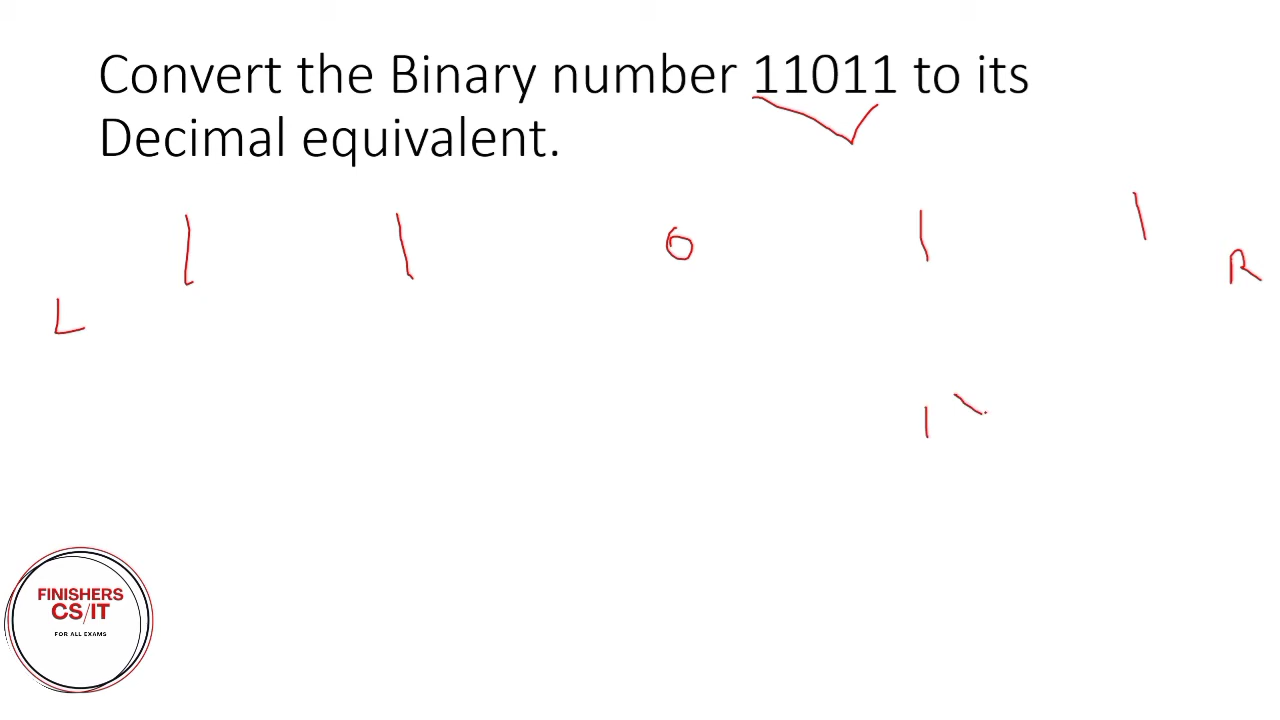 Convert the Binary number 11011 to its
Decimal equivalent.
1 1 0 1 1
R
L
1
FINISHERS
CS/IT
FOR ALL EXAMS